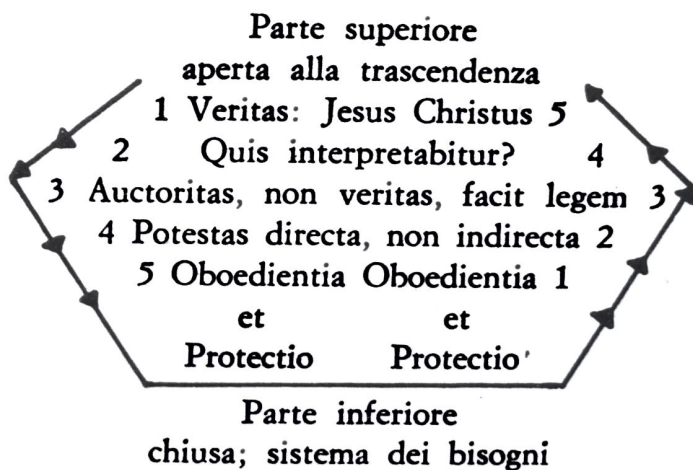 Parte superiore
aperta alla trascendenza
1 Veritas: Jesus Christus 5
2 Quis interpretabitur? 4
3 Auctoritas, non veritas, facit legem 3
4 Potestas directa, non indirecta 2
5 Oboedientia Oboedientia 1
et et
Protectio Protectio
Parte inferiore
chiusa; sistema dei bisogni